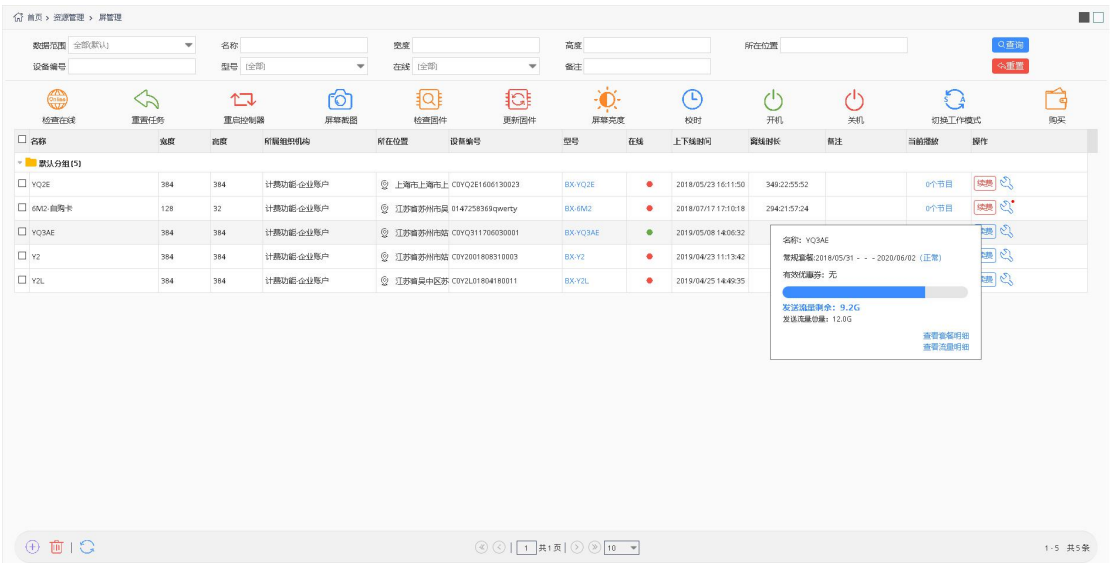 首页 › 资源管理 › 屏管理
数据范围 全部(默认) 名称 宽度 高度 所在位置 查询
设备编号 型号 (全部) 在线 (全部) 备注 重置
Online
S A
检查在线 重置任务 重启控制器 屏幕截图 检查固件 更新固件 屏幕亮度 校时 开机 关机 切换工作模式 购买
名称 宽度 高度 所属组织机构 所在位置 设备编号 型号 在线 上下线时间 离线时长 备注 当前播放 操作
默认分组(5)
YQ2E 384 384 计费功能-企业账户 上海市上海市上 C0YQ2E1606130023 BX-YQ2E 2018/05/23 16:11:50 349:22:55:52 0个节目 续费
6M2-自购卡 128 32 计费功能-企业账户 江苏省苏州市吴 0147258369qwerty BX-6M2 2018/07/17 17:10:18 294:21:57:24 0个节目 续费
YQ3AE 384 384 计费功能-企业账户 江苏省苏州市姑 C0YQ311706030001 BX-YQ3AE 2019/05/08 14:06:32 续费
Y2 384 384 计费功能-企业账户 江苏省苏州市姑 C0Y2001808310003 BX-Y2 2019/04/23 11:13:42 续费
Y2L 384 384 计费功能-企业账户 江苏省吴中区苏 C0Y2L01804180011 BX-Y2L 2019/04/25 14:49:35 续费
名称: YQ3AE
常规套餐:2018/05/31 - - - 2020/06/02 (正常)
有效优惠券: 无
发送流量剩余: 9.2G
发送流量总量: 12.0G
查看套餐明细
查看流量明细
1 共1页 10 1-5 共5条